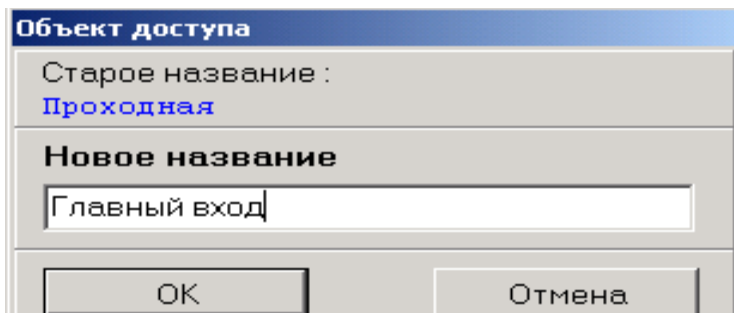 Объект доступа
Старое название :
Проходная
Новое название
Главный вход
OK Отмена